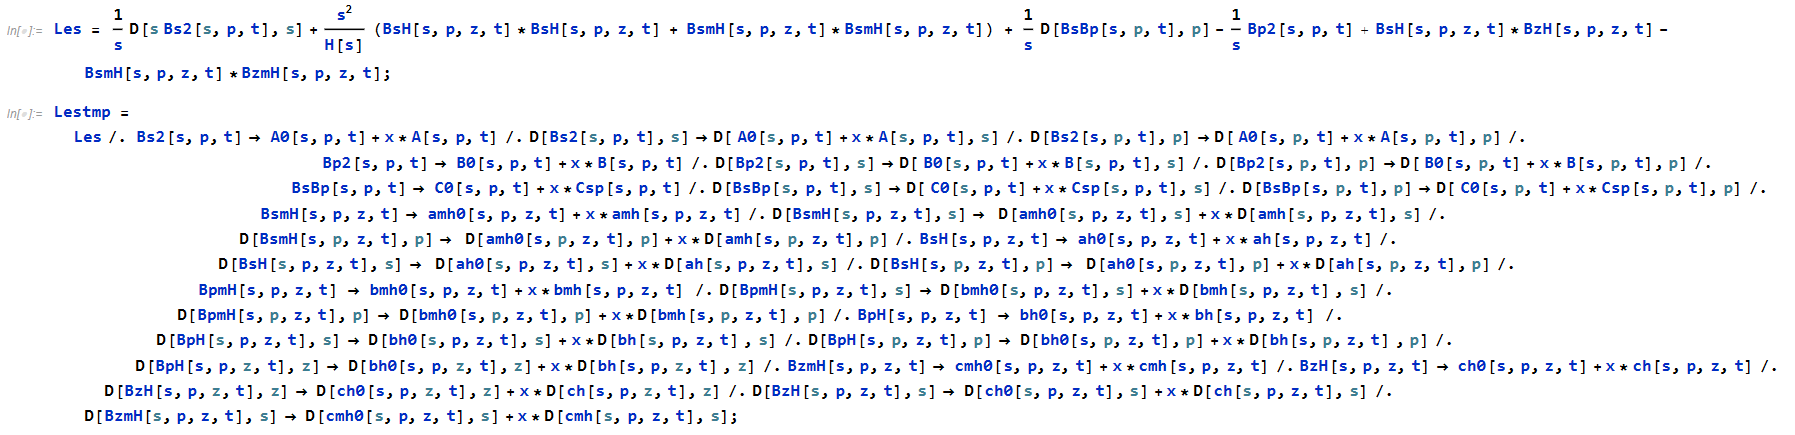 In[•]:= Les = 1/s D[s Bs2[s, p, t], s] + s^2/H[s] (BsH[s, p, z, t] * BsH[s, p, z, t] + BsmH[s, p, z, t] * BsmH[s, p, z, t]) + 1/s D[BsBp[s, p, t], p] - 1/s Bp2[s, p, t] + BsH[s, p, z, t] * BzH[s, p, z, t] -
BsmH[s, p, z, t] * BzmH[s, p, z, t];
In[•]:= Lestmp =
Les /. Bs2[s, p, t] → A0[s, p, t] + x * A[s, p, t] /. D[Bs2[s, p, t], s] → D[ A0[s, p, t] + x * A[s, p, t], s] /. D[Bs2[s, p, t], p] → D[ A0[s, p, t] + x * A[s, p, t], p] /.
Bp2[s, p, t] → B0[s, p, t] + x * B[s, p, t] /. D[Bp2[s, p, t], s] → D[ B0[s, p, t] + x * B[s, p, t], s] /. D[Bp2[s, p, t], p] → D[ B0[s, p, t] + x * B[s, p, t], p] /.
BsBp[s, p, t] → C0[s, p, t] + x * Csp[s, p, t] /. D[BsBp[s, p, t], s] → D[ C0[s, p, t] + x * Csp[s, p, t], s] /. D[BsBp[s, p, t], p] → D[ C0[s, p, t] + x * Csp[s, p, t], p] /.
BsmH[s, p, z, t] → amh0[s, p, z, t] + x * amh[s, p, z, t] /. D[BsmH[s, p, z, t], s] → D[amh0[s, p, z, t], s] + x * D[amh[s, p, z, t], s] /.
D[BsmH[s, p, z, t], p] → D[amh0[s, p, z, t], p] + x * D[amh[s, p, z, t], p] /. BsH[s, p, z, t] → ah0[s, p, z, t] + x * ah[s, p, z, t] /.
D[BsH[s, p, z, t], s] → D[ah0[s, p, z, t], s] + x * D[ah[s, p, z, t], s] /. D[BsH[s, p, z, t], p] → D[ah0[s, p, z, t], p] + x * D[ah[s, p, z, t], p] /.
BpmH[s, p, z, t] → bmh0[s, p, z, t] + x * bmh[s, p, z, t] /. D[BpmH[s, p, z, t], s] → D[bmh0[s, p, z, t], s] + x * D[bmh[s, p, z, t] , s] /.
D[BpmH[s, p, z, t], p] → D[bmh0[s, p, z, t], p] + x * D[bmh[s, p, z, t] , p] /. BpH[s, p, z, t] → bh0[s, p, z, t] + x * bh[s, p, z, t] /.
D[BpH[s, p, z, t], s] → D[bh0[s, p, z, t], s] + x * D[bh[s, p, z, t] , s] /. D[BpH[s, p, z, t], p] → D[bh0[s, p, z, t], p] + x * D[bh[s, p, z, t] , p] /.
D[BpH[s, p, z, t], z] → D[bh0[s, p, z, t], z] + x * D[bh[s, p, z, t] , z] /. BzmH[s, p, z, t] → cmh0[s, p, z, t] + x * cmh[s, p, z, t] /. BzH[s, p, z, t] → ch0[s, p, z, t] + x * ch[s, p, z, t] /.
D[BzH[s, p, z, t], z] → D[ch0[s, p, z, t], z] + x * D[ch[s, p, z, t], z] /. D[BzH[s, p, z, t], s] → D[ch0[s, p, z, t], s] + x * D[ch[s, p, z, t], s] /.
D[BzmH[s, p, z, t], s] → D[cmh0[s, p, z, t], s] + x * D[cmh[s, p, z, t], s];